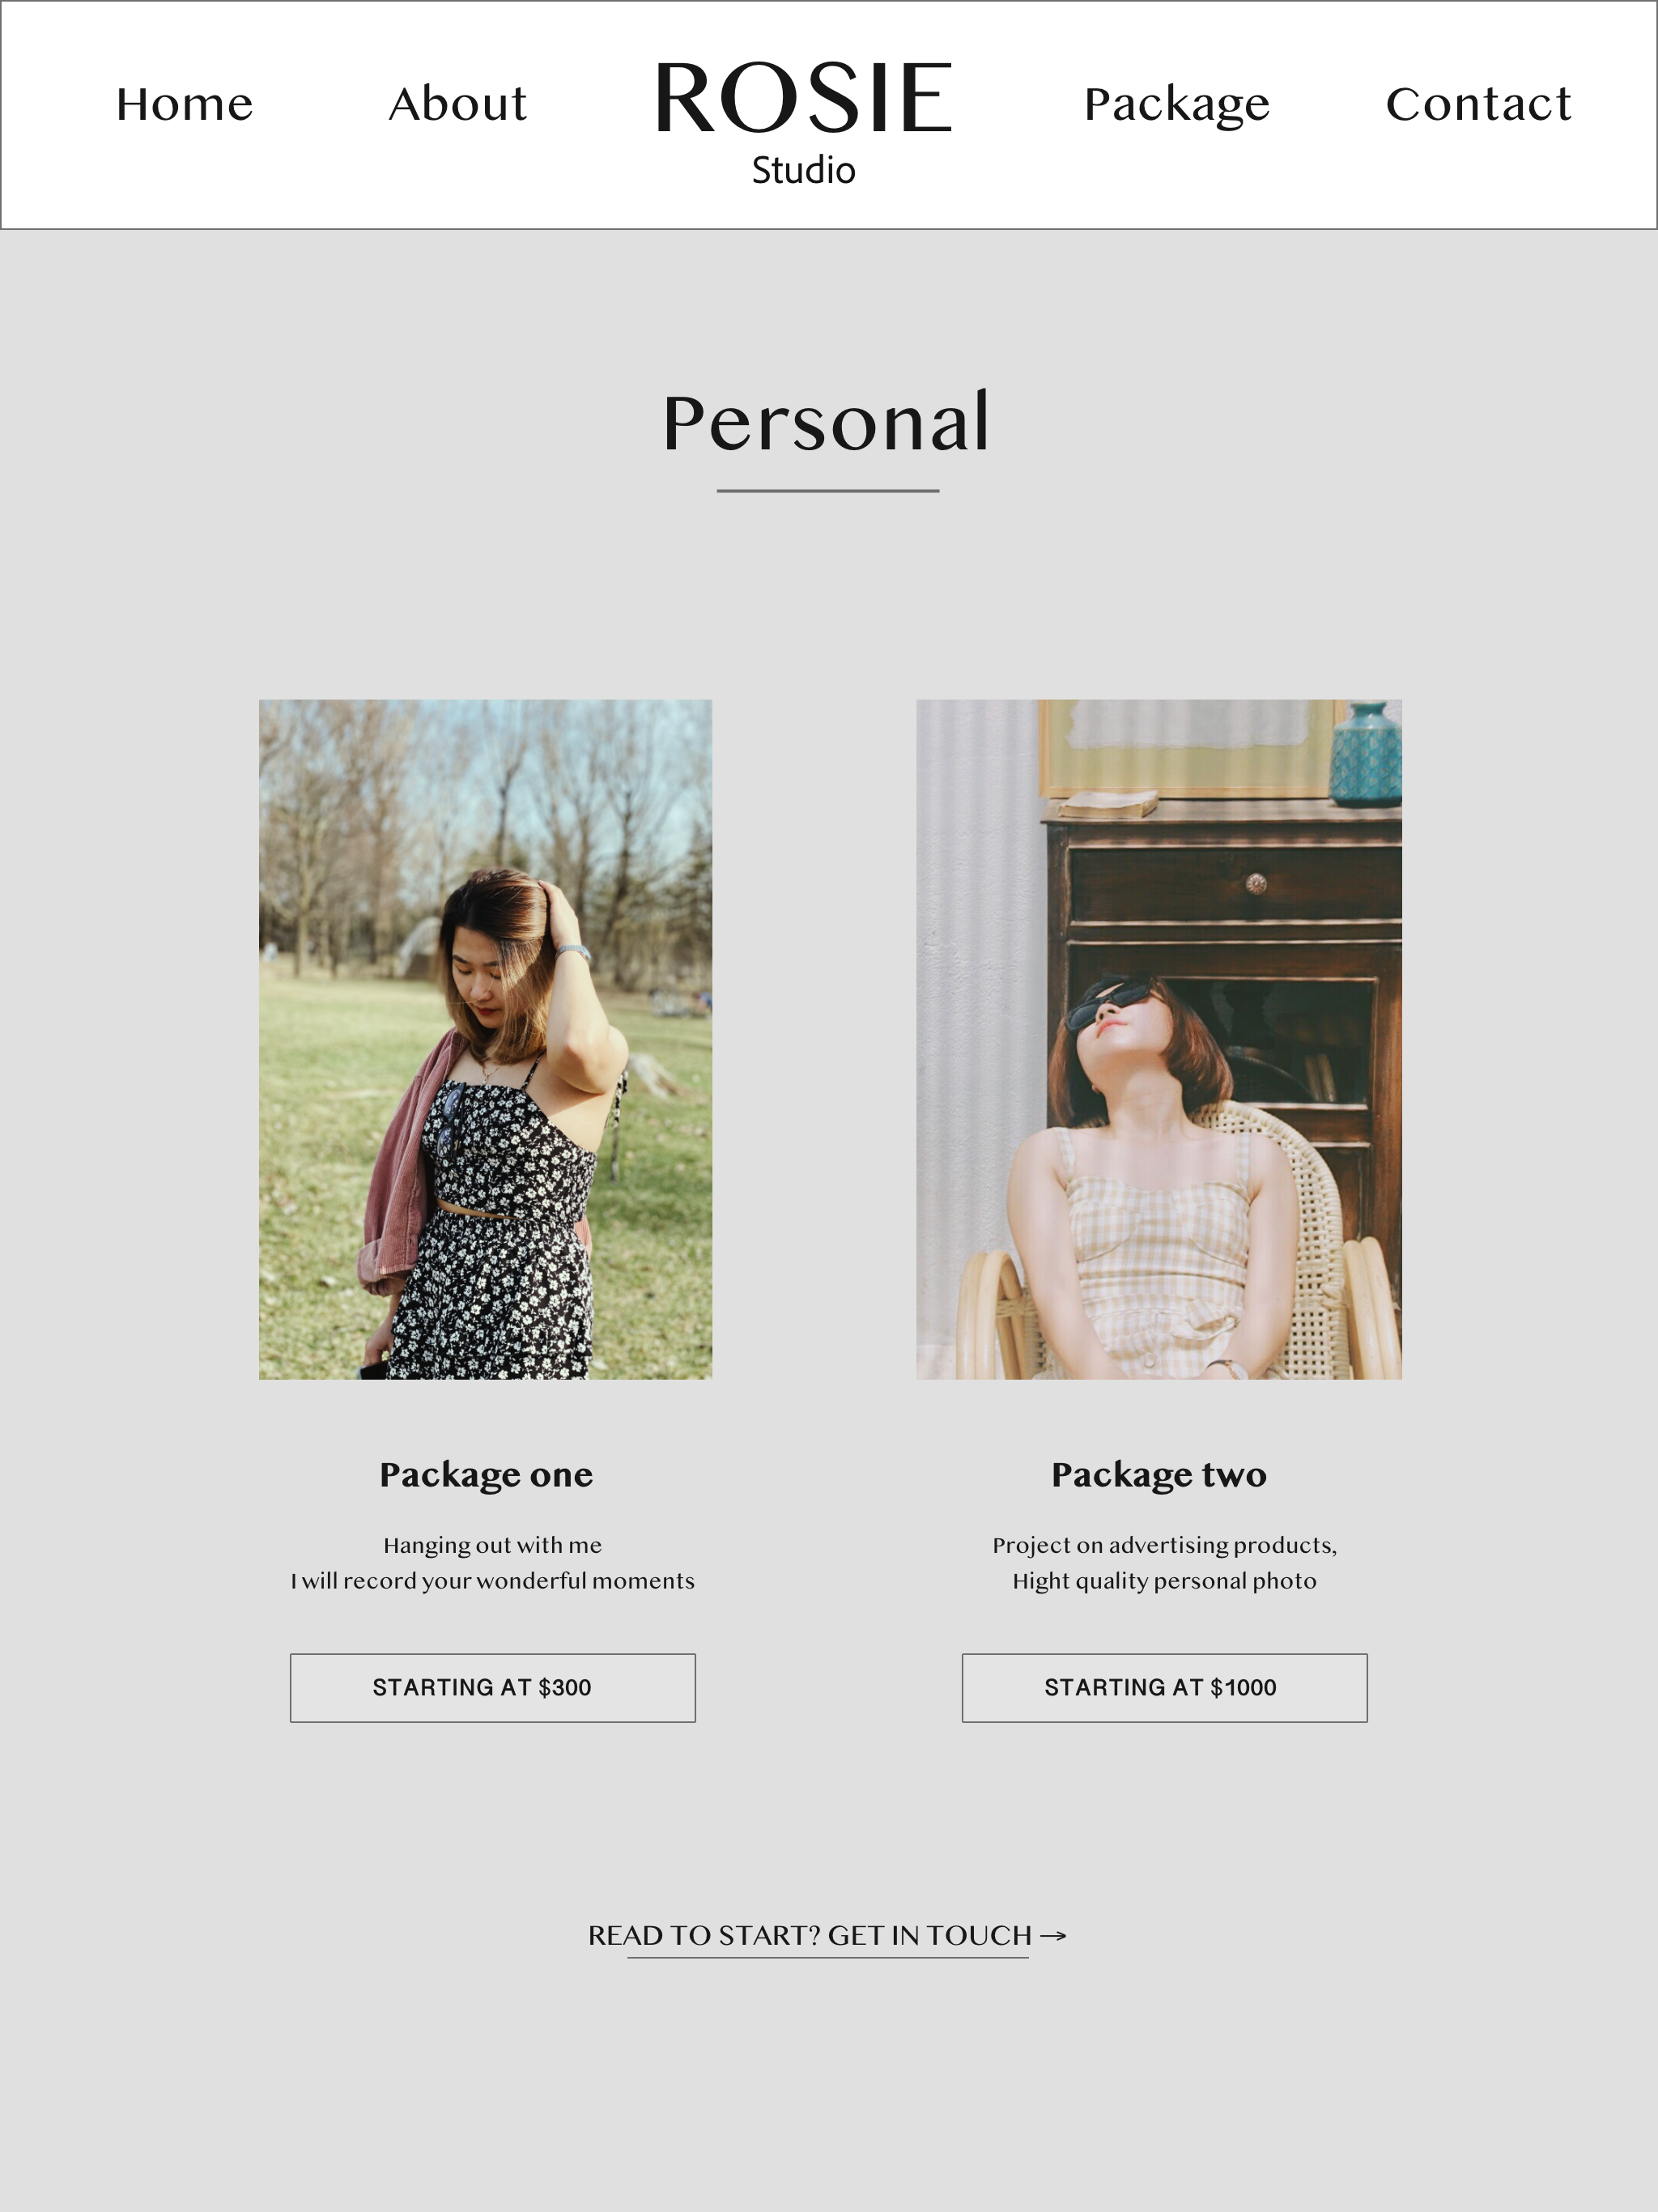 Home About ROSIE Package Contact
Studio
Personal
Package one
Hanging out with me
I will record your wonderful moments
STARTING AT $300
Package two
Project on advertising products,
Hight quality personal photo
STARTING AT $1000
READ TO START? GET IN TOUCH →